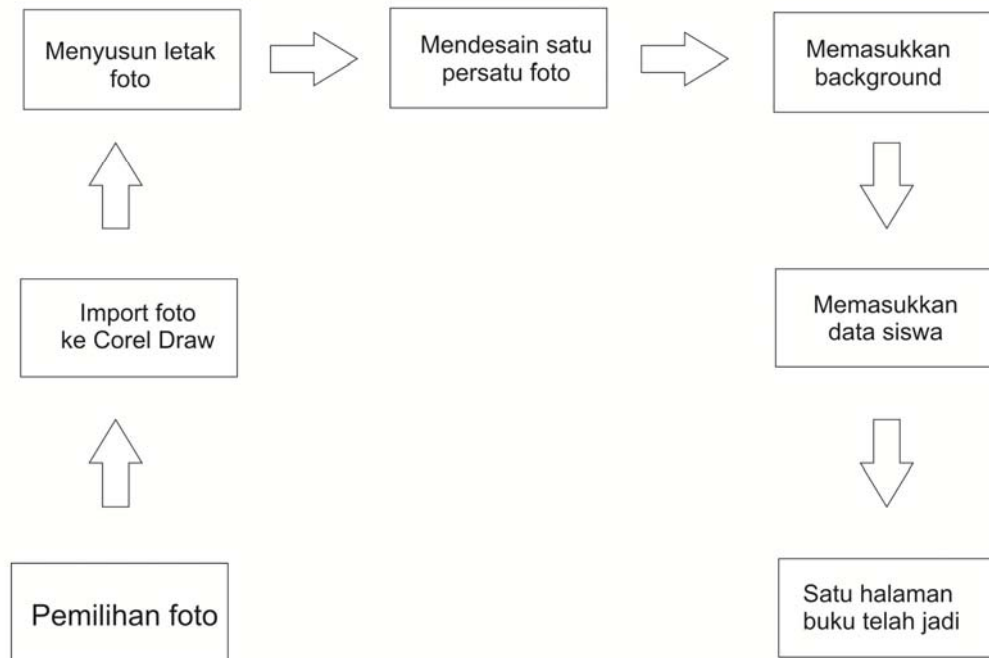 Menyusun letak
foto
Mendesain satu
persatu foto
Memasukkan
background
Import foto
ke Corel Draw
Memasukkan
data siswa
Pemilihan foto
Satu halaman
buku telah jadi